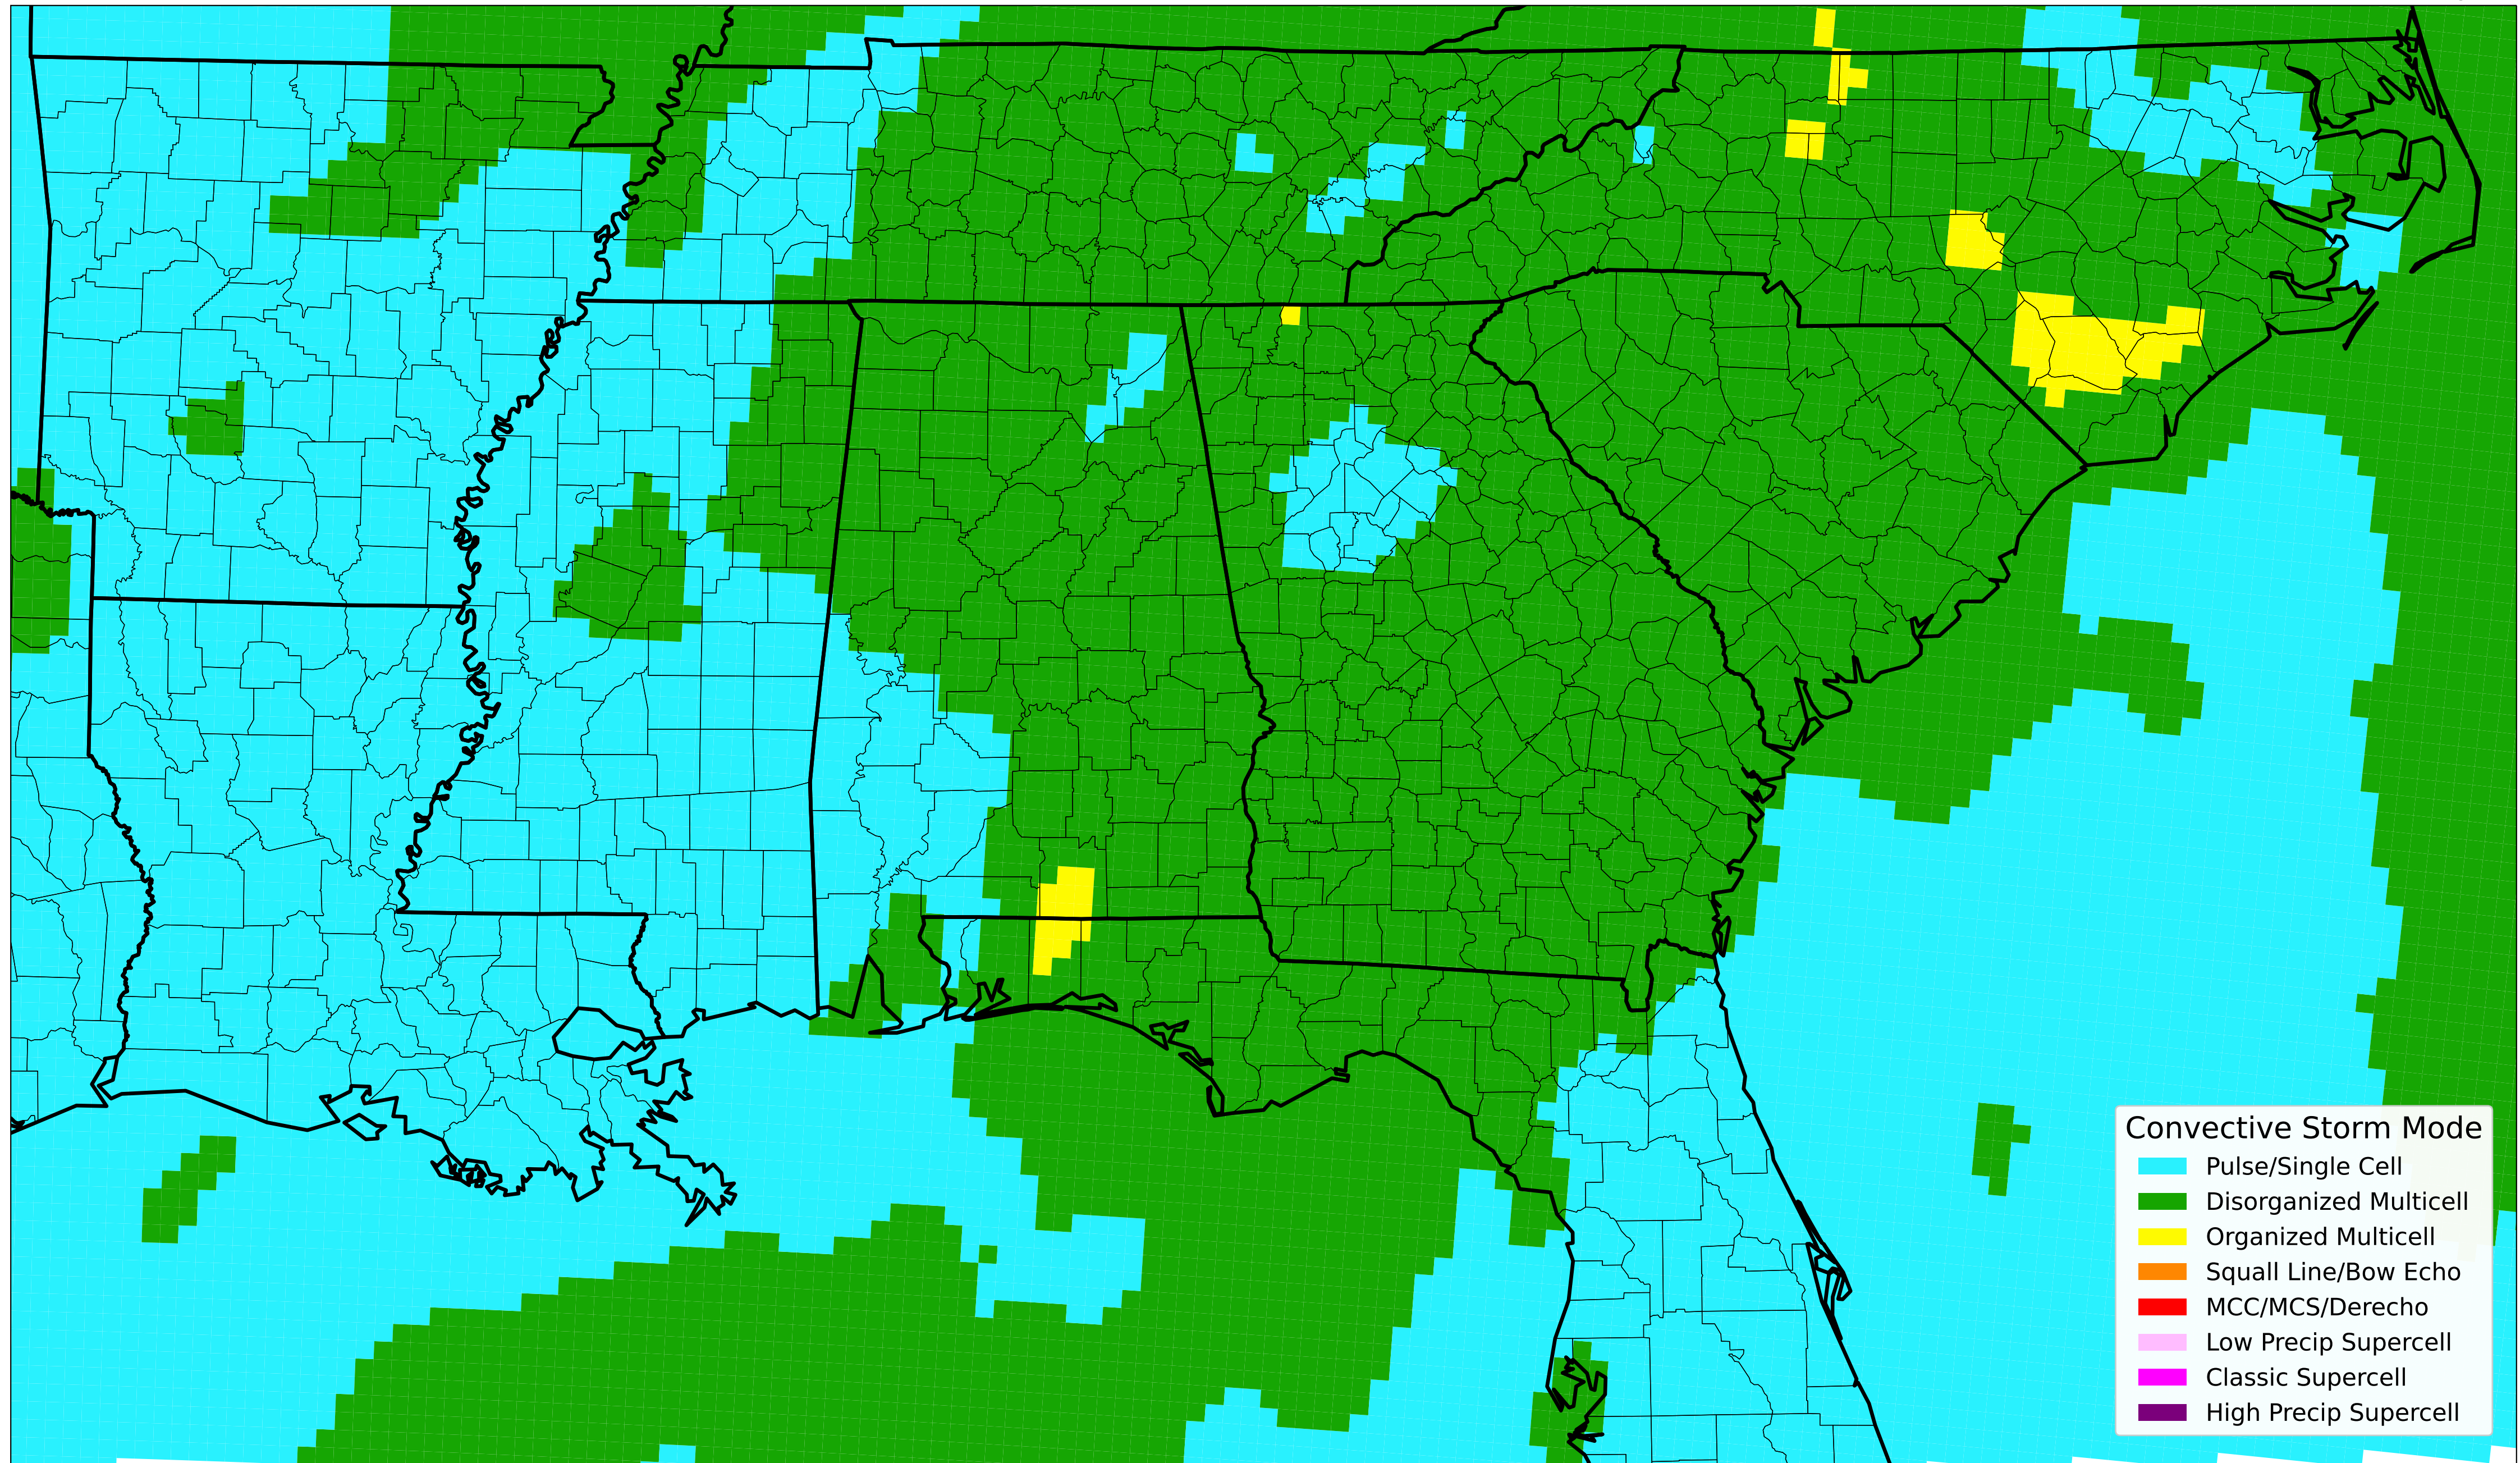 Convective Storm Mode
Pulse/Single Cell
Disorganized Multicell
Organized Multicell
Squall Line/Bow Echo
MCC/MCS/Derecho
Low Precip Supercell
Classic Supercell
High Precip Supercell